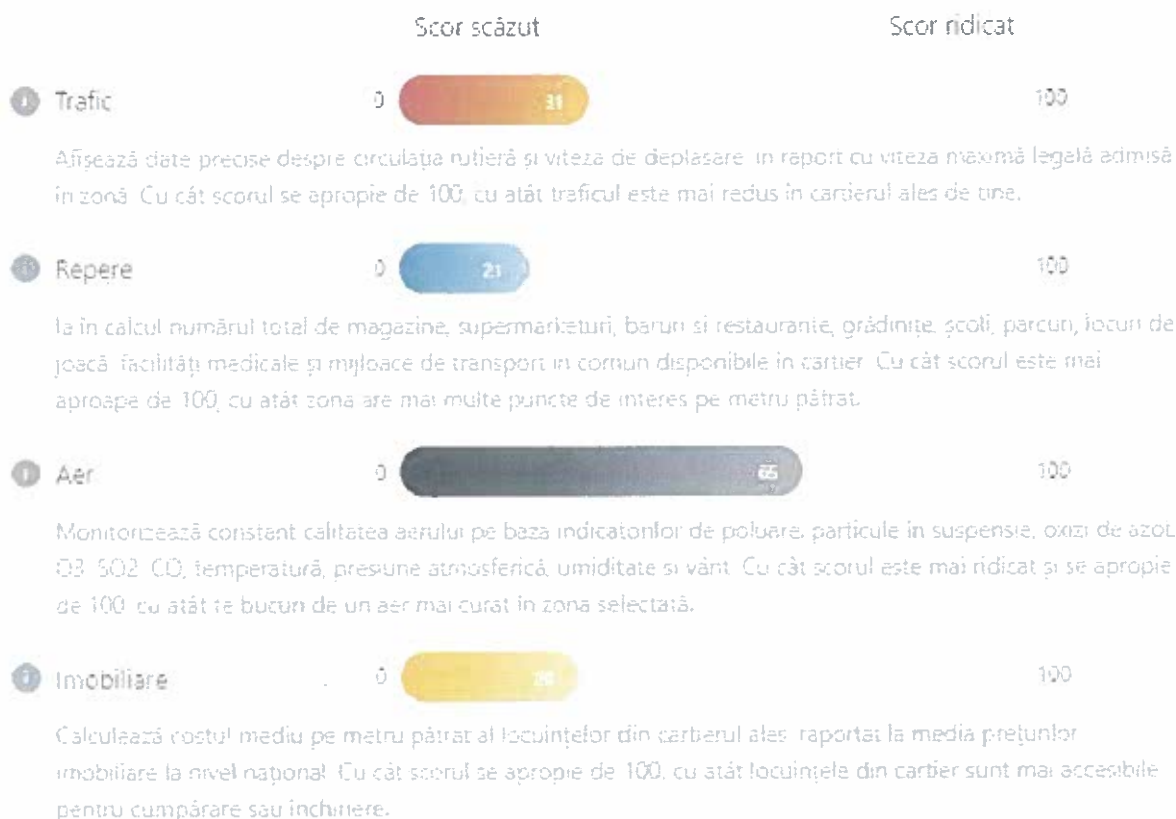 Scor scăzut Scor ridicat
Trafic 0 31 100
Afișează date precise despre circulația rutieră și viteza de deplasare în raport cu viteza maximă legală admisă
în zonă. Cu cât scorul se apropie de 100, cu atât traficul este mai redus în cartierul ales de tine.
Repere 0 21 100
Ia în calcul numărul total de magazine, supermarketuri, baruri si restaurante, grădinițe, școli, parcuri, locuri de
joacă, facilități medicale și mijloace de transport în comun disponibile în cartier. Cu cât scorul este mai
aproape de 100, cu atât zona are mai multe puncte de interes pe metru pătrat.
Aer 0 65 100
Monitorizează constant calitatea aerului pe baza indicatorilor de poluare, particule în suspensie, oxizi de azot,
O3, SO2, CO, temperatură, presiune atmosferică, umiditate si vânt. Cu cât scorul este mai ridicat și se apropie
de 100, cu atât te bucuri de un aer mai curat în zona selectată.
Imobiliare 0 100
Calculează costul mediu pe metru pătrat al locuințelor din cartierul ales, raportat la media prețurilor
imobiliare la nivel național. Cu cât scorul se apropie de 100, cu atât locuințele din cartier sunt mai accesibile
pentru cumpărare sau închiriere.